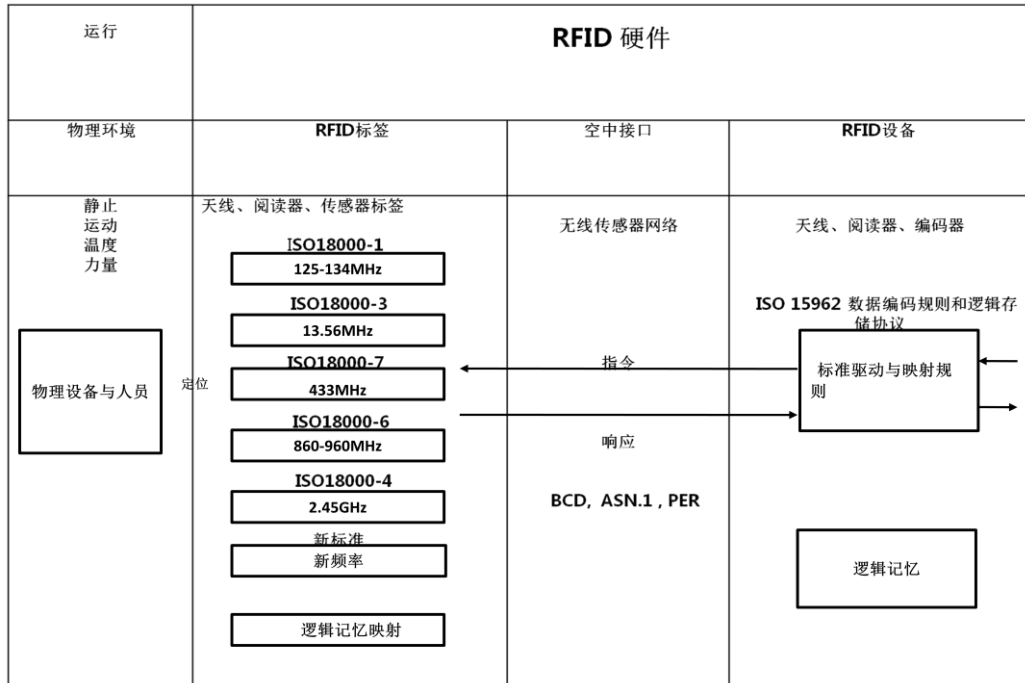 运行
RFID 硬件
物理环境
RFID标签
空中接口
RFID设备
静止
运动
温度
力量
物理设备与人员
定位
天线、阅读器、传感器标签
ISO18000-1
125-134MHz
ISO18000-3
13.56MHz
ISO18000-7
433MHz
ISO18000-6
860-960MHz
ISO18000-4
2.45GHz
新标准
新频率
逻辑记忆映射
无线传感器网络
指令
响应
BCD, ASN.1 , PER
天线、阅读器、编码器
ISO 15962 数据编码规则和逻辑存
储协议
标准驱动与映射规
则
逻辑记忆